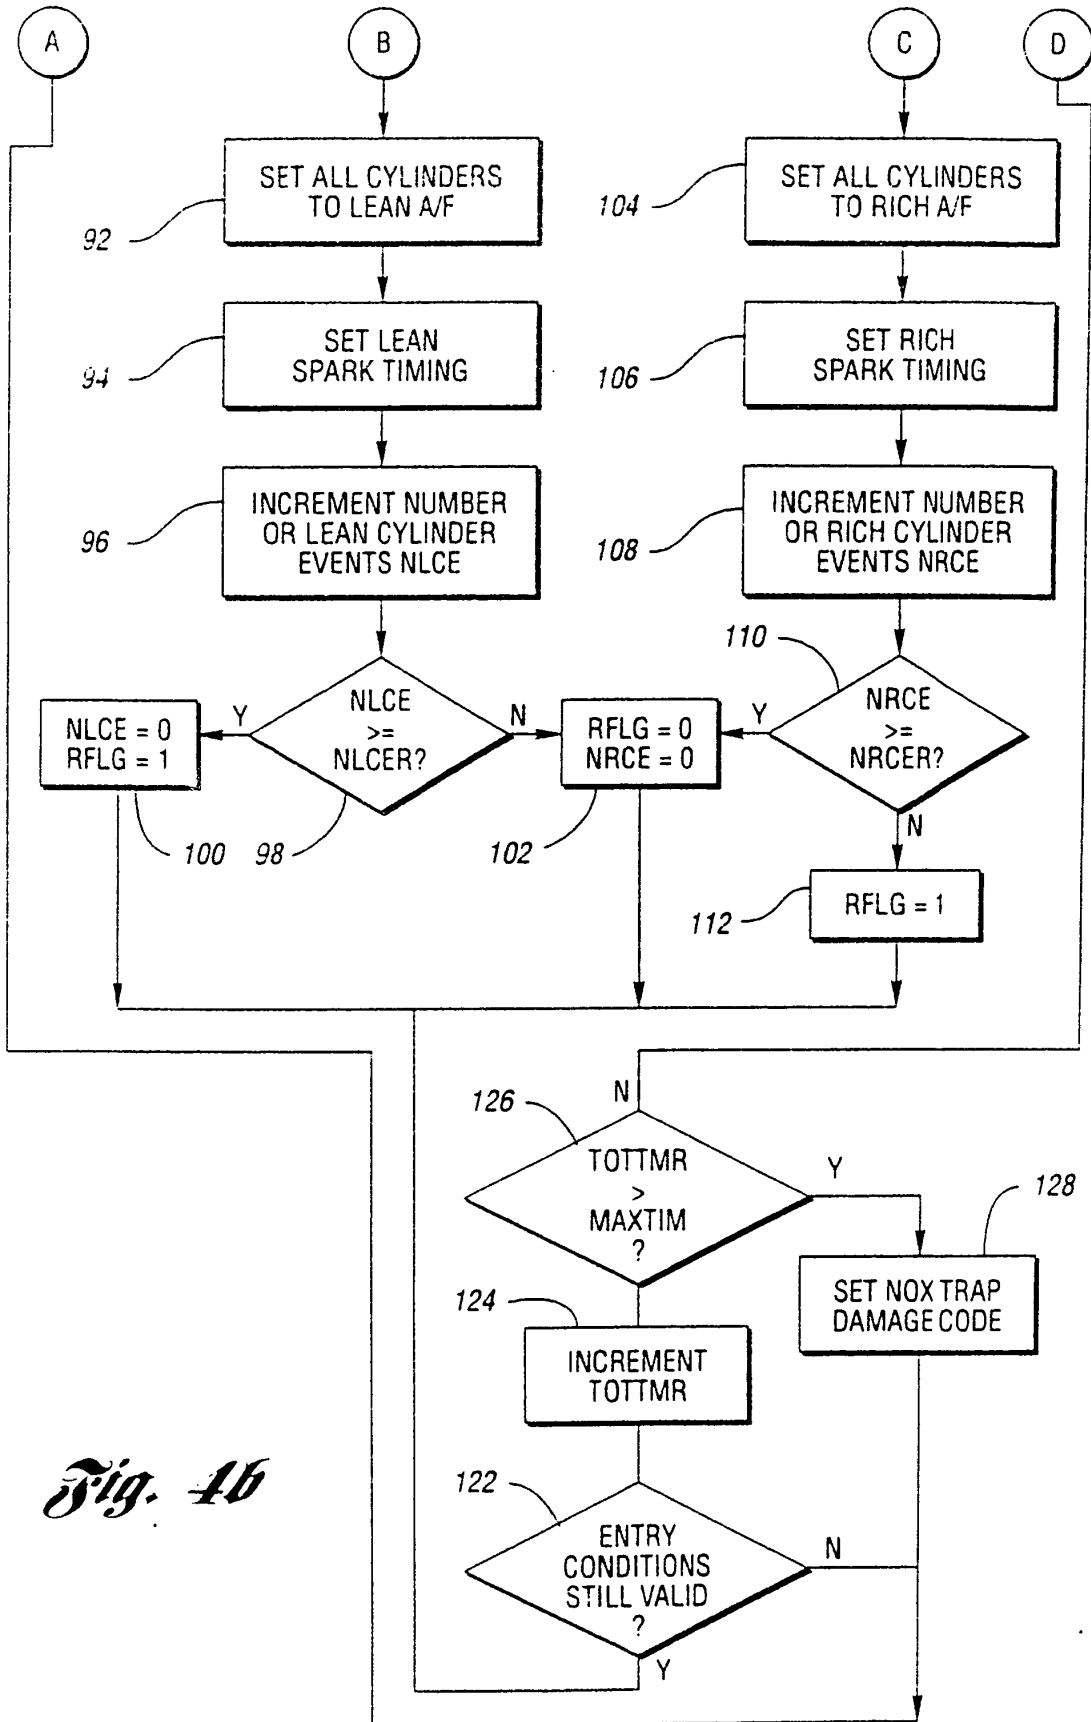 A
B
C
D
SET ALL CYLINDERS
TO LEAN A/F
92
SET ALL CYLINDERS
TO RICH A/F
104
SET LEAN
SPARK TIMING
94
SET RICH
SPARK TIMING
106
INCREMENT NUMBER
OR LEAN CYLINDER
EVENTS NLCE
96
INCREMENT NUMBER
OR RICH CYLINDER
EVENTS NRCE
108
110
NLCE = 0
RFLG = 1
Y
NLCE
>=
NLCER?
N
RFLG = 0
NRCE = 0
Y
NRCE
>=
NRCER?
N
100
98
102
RFLG = 1
112
N
126
TOTTMR
>
MAXTIM
?
Y
128
SET NOX TRAP
DAMAGE CODE
124
INCREMENT
TOTTMR
122
ENTRY
CONDITIONS
STILL VALID
?
N
Y
Fig. 4b